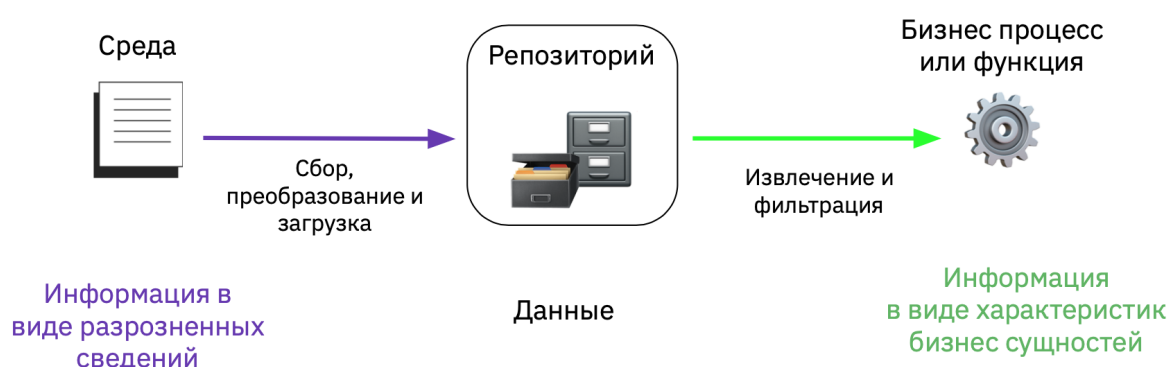 Среда
Репозиторий
Бизнес процесс
или функция
Сбор,
преобразование и
загрузка
Извлечение и
фильтрация
Информация в
виде разрозненных
сведений
Данные
Информация
в виде характеристик
бизнес сущностей